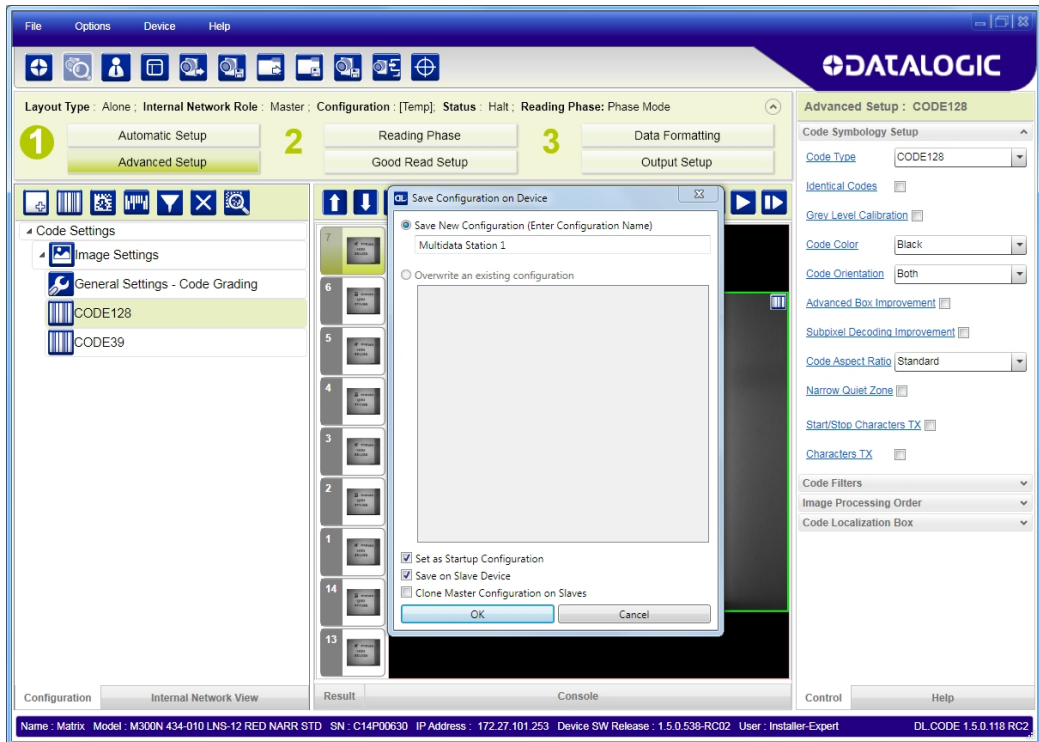 File Options Device Help
DATALOGIC
Layout Type : Alone ; Internal Network Role : Master ; Configuration : [Temp]; Status : Halt ; Reading Phase: Phase Mode
1 Automatic Setup
Advanced Setup
2 Reading Phase
Good Read Setup
3 Data Formatting
Output Setup
Code Settings
Image Settings
General Settings - Code Grading
CODE128
CODE39
7
6
5
4
3
2
1
14
13
DL Save Configuration on Device
Save New Configuration (Enter Configuration Name)
Multidata Station 1
Overwrite an existing configuration
Set as Startup Configuration
Save on Slave Device
Clone Master Configuration on Slaves
OK Cancel
Advanced Setup : CODE128
Code Symbology Setup
Code Type CODE128
Identical Codes
Grey Level Calibration
Code Color Black
Code Orientation Both
Advanced Box Improvement
Subpixel Decoding Improvement
Code Aspect Ratio Standard
Narrow Quiet Zone
Start/Stop Characters TX
Characters TX
Code Filters
Image Processing Order
Code Localization Box
Configuration Internal Network View
Result Console
Control Help
Name : Matrix Model : M300N 434-010 LNS-12 RED NARR STD SN : C14P00630 IP Address : 172.27.101.253 Device SW Release : 1.5.0.538-RC02 User : Installer-Expert DL.CODE 1.5.0.118 RC2